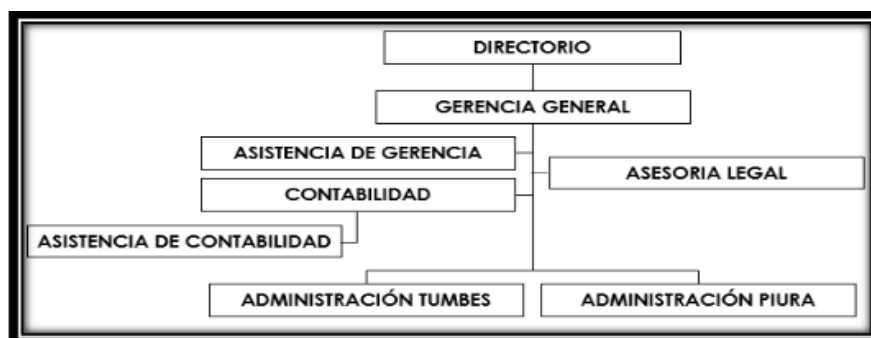 DIRECTORIO
GERENCIA GENERAL
ASISTENCIA DE GERENCIA
ASESORIA LEGAL
CONTABILIDAD
ASISTENCIA DE CONTABILIDAD
ADMINISTRACIÓN TUMBES
ADMINISTRACIÓN PIURA